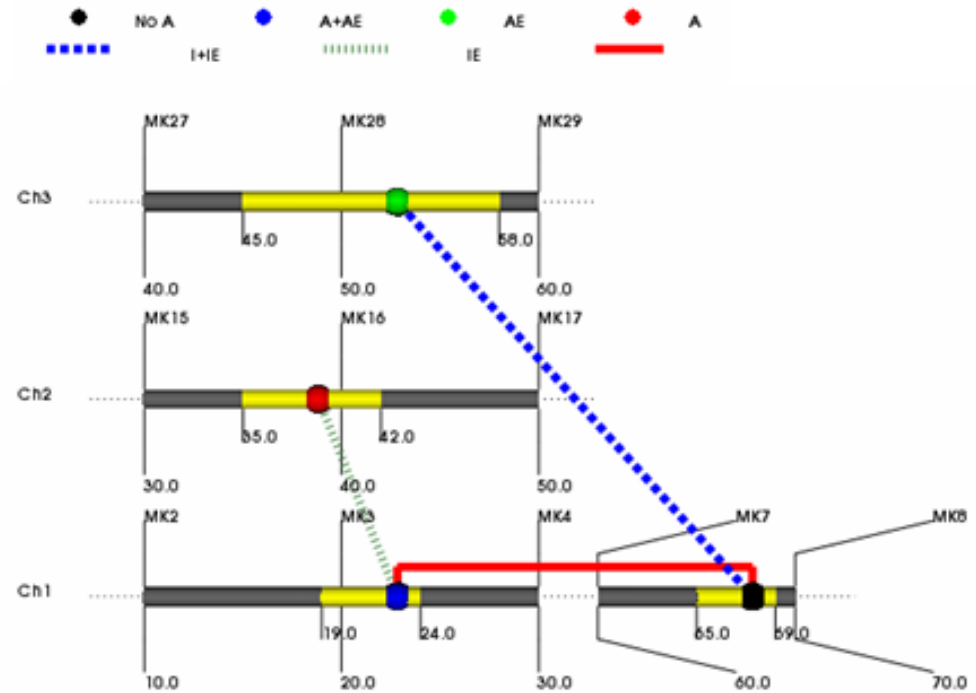 No A A+AE AE A
I+IE IE
MK27 MK28 MK29
Ch3
45.0 58.0
40.0 50.0 60.0
MK15 MK16 MK17
Ch2
35.0 42.0
30.0 40.0 50.0
MK2 MK3 MK4 MK7 MK8
Ch1
19.0 24.0 65.0 69.0
10.0 20.0 30.0 60.0 70.0